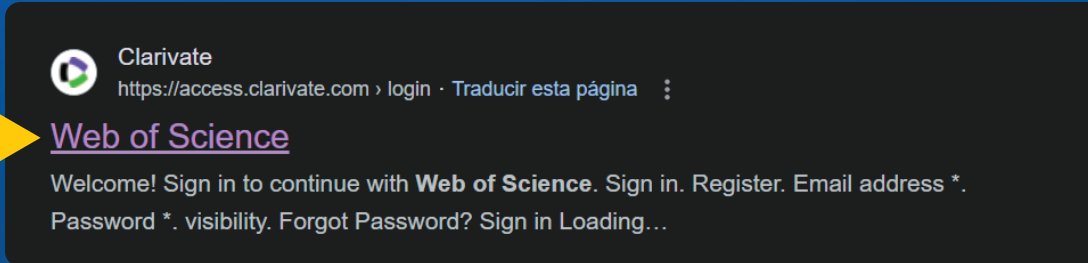 Clarivate
https://access.clarivate.com › login · Traducir esta página
Web of Science
Welcome! Sign in to continue with Web of Science. Sign in. Register. Email address *.
Password *. visibility. Forgot Password? Sign in Loading…